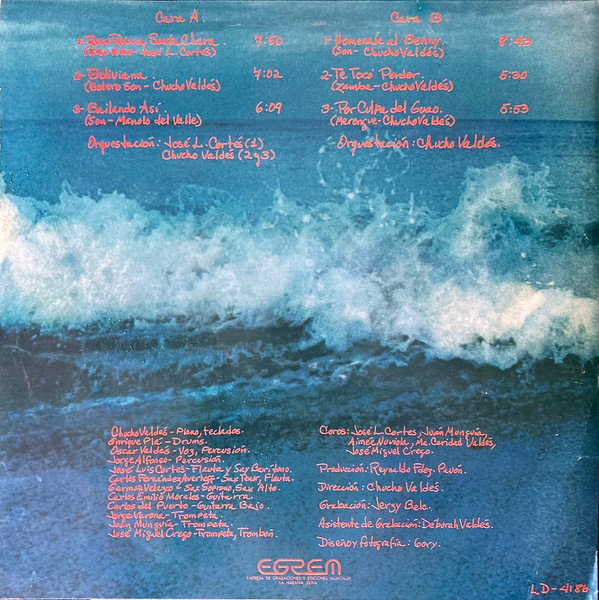 Cara A.
1- Rosa Rosae, Santa Clara. 7:50
José L. Cortés)
2- Boliviana. 4:02
(Bolero Son- Chucho Valdés)
3- Bailando Así. 6:09
(Son- Manolo del Valle)
Orquestación: José L. Cortés (1)
Chucho Valdés (2 y 3)
Cara B.
1- Homenaje al Benny. 8:43
(Son- Chucho Valdés)
2- Te Tocó Perder. 5:30
(Zamba- Chucho Valdés)
3- Por Culpa del Guao. 5:53
(Merengue- Chucho Valdés)
Orquestación: Chucho Valdés.
Chucho Valdés- Piano, teclados.
Enrique Plá- Drums.
Oscar Valdés- Voz, Percusión.
Jorge Alfonso- Percusión.
José Luis Cortés- Flauta y Sax Barítono.
Carlos Fernández Averhoff- Sax Tenor, Flauta.
Germán Velazco- Sax Soprano, Sax Alto.
Carlos Emilio Morales- Guitarra.
Carlos del Puerto- Guitarra Bajo.
Jorge Varona- Trompeta.
Juan Munguía- Trompeta.
José Miguel Crego- Trompeta, Trombón.
Coros: José L. Cortés, Juan Munguía,
Aimée Nuviola, Ma. Caridad Valdés,
José Miguel Crego.
Producción: Reynaldo Fdez. Pavón.
Dirección: Chucho Valdés.
Grabación: Jerzy Belc.
Asistente de Grabación: Déborah Valdés.
Diseño y fotografía: Gory.
EGREM
EMPRESA DE GRABACIONES Y EDICIONES MUSICALES
LA HABANA CUBA
LD-4186